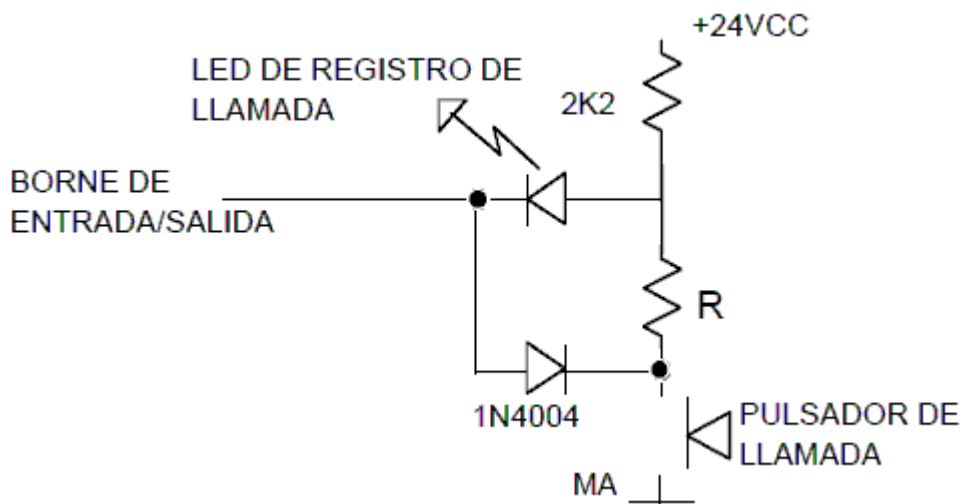 +24VCC
LED DE REGISTRO DE
LLAMADA
2K2
BORNE DE
ENTRADA/SALIDA
R
1N4004
PULSADOR DE
LLAMADA
MA